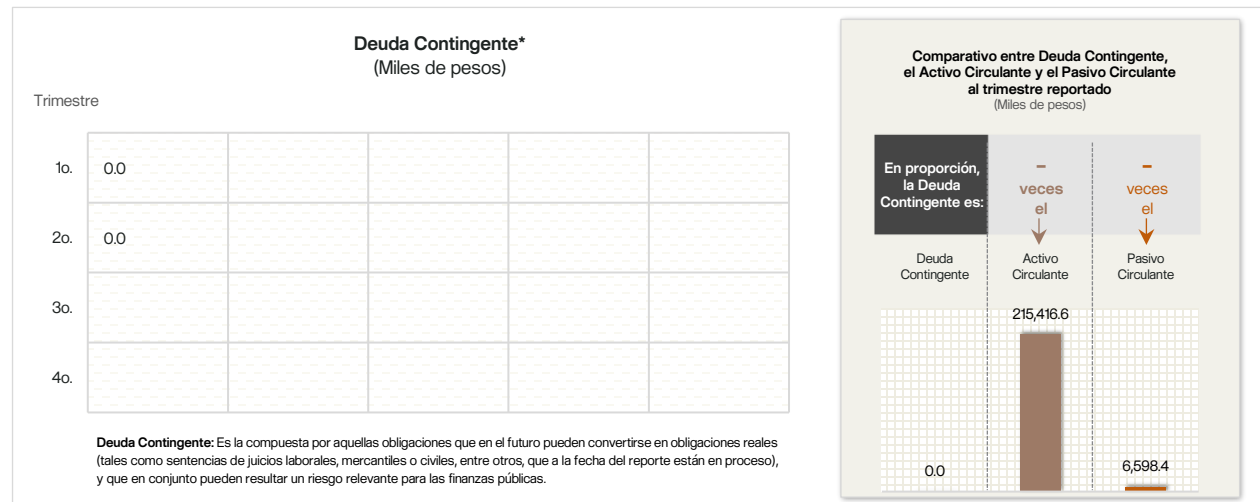 Deuda Contingente*
(Miles de pesos)
Trimestre
1o. 0.0
2o. 0.0
3o.
4o.
Deuda Contingente: Es la compuesta por aquellas obligaciones que en el futuro pueden convertirse en obligaciones reales
(tales como sentencias de juicios laborales, mercantiles o civiles, entre otros, que a la fecha del reporte están en proceso),
y que en conjunto pueden resultar un riesgo relevante para las finanzas públicas.
Comparativo entre Deuda Contingente,
el Activo Circulante y el Pasivo Circulante
al trimestre reportado
(Miles de pesos)
En proporción,
la Deuda
Contingente es:
–
veces
el
–
veces
el
Deuda
Contingente
Activo
Circulante
Pasivo
Circulante
215,416.6
0.0
6,598.4